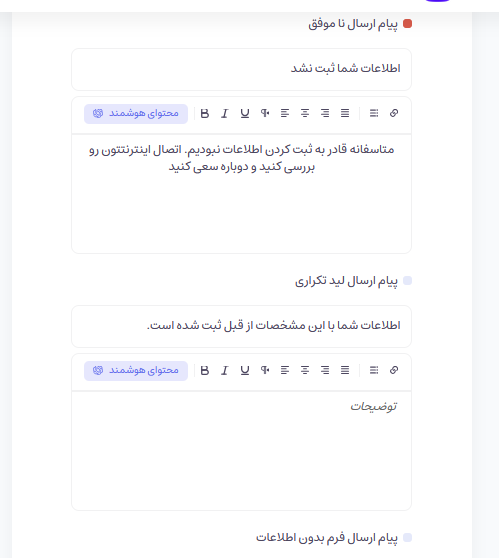 پیام ارسال نا موفق
اطلاعات شما ثبت نشد
محتوای هوشمند B I U
متاسفانه قادر به ثبت کردن اطلاعات نبودیم. اتصال اینترنتتون رو
بررسی کنید و دوباره سعی کنید
پیام ارسال لید تکراری
اطلاعات شما با این مشخصات از قبل ثبت شده است.
محتوای هوشمند B I U
توضیحات
پیام ارسال فرم بدون اطلاعات